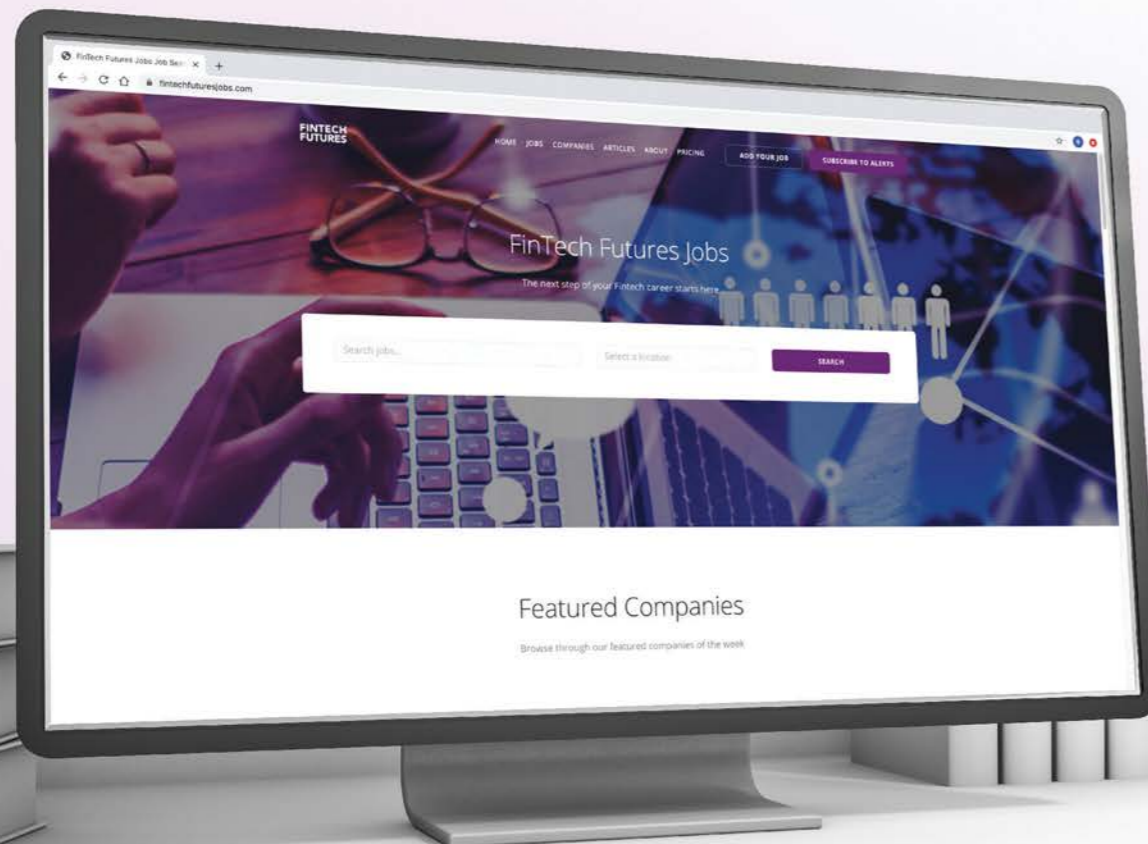 FinTech Futures Jobs Job Sear
fintechfuturesjobs.com
FINTECH
FUTURES
HOME JOBS COMPANIES ARTICLES ABOUT PRICING ADD YOUR JOB SUBSCRIBE TO ALERTS
FinTech Futures Jobs
The next step of your Fintech career starts here
Search jobs... Select a location SEARCH
Featured Companies
Browse through our featured companies of the week